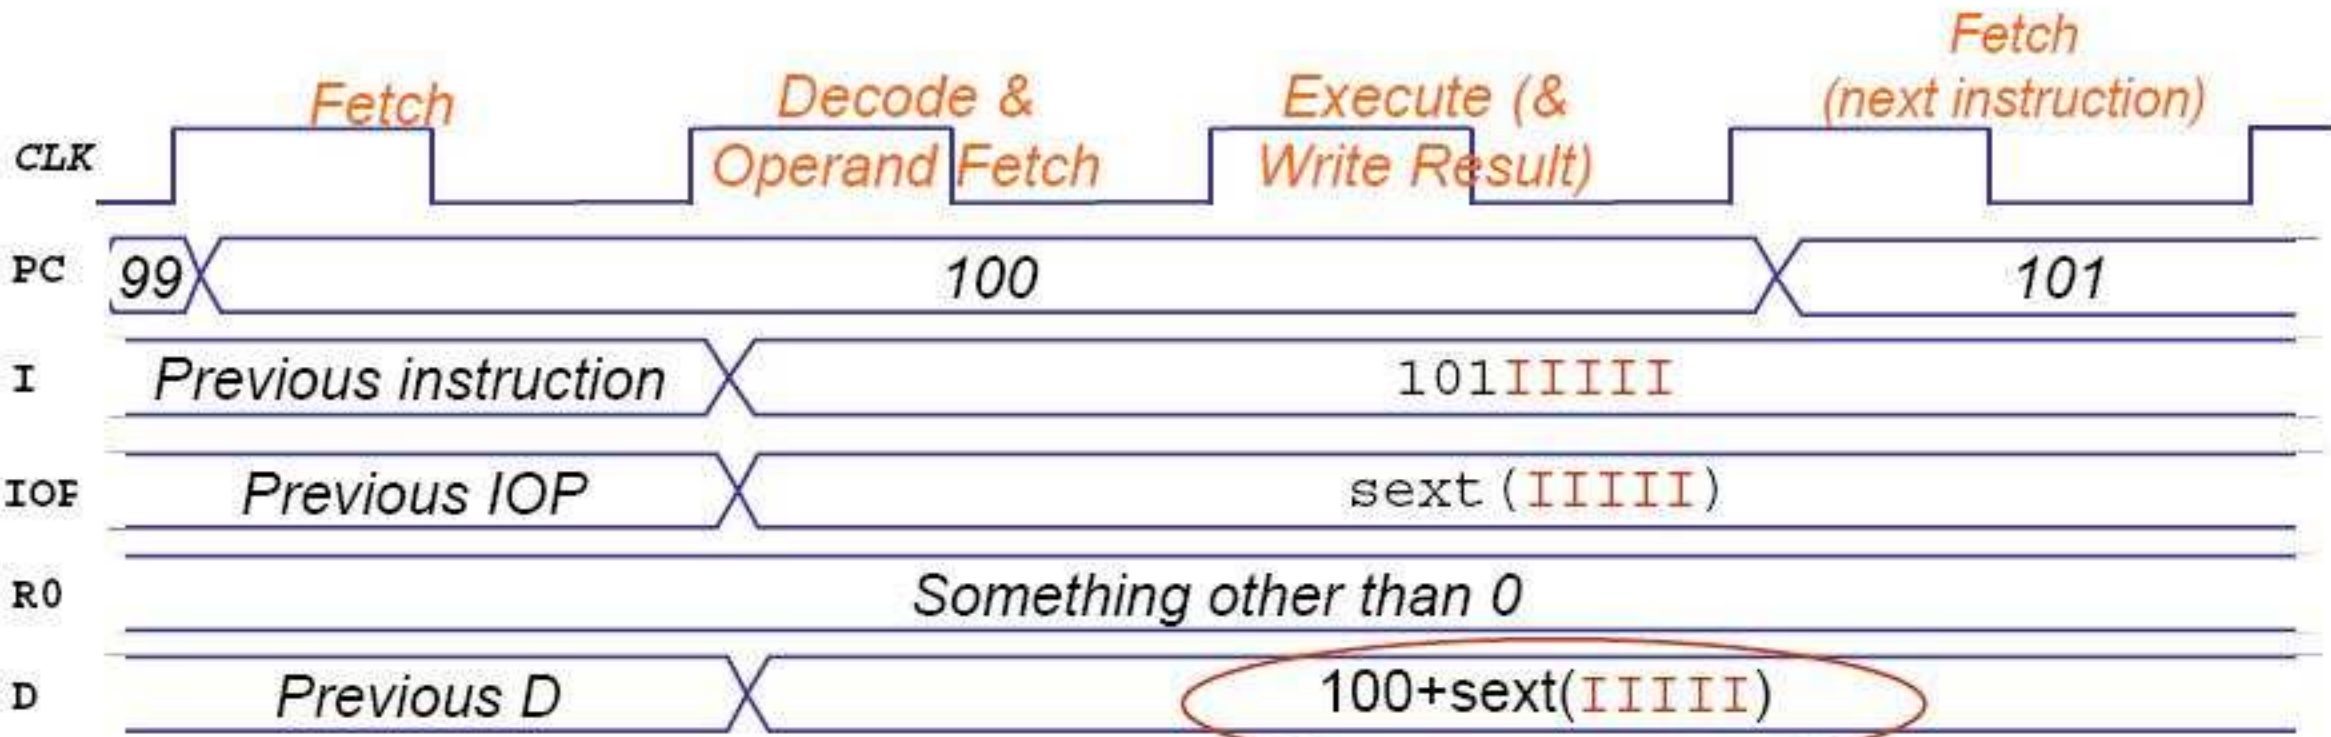 Fetch
Decode &
Operand Fetch
Execute (&
Write Result)
Fetch
(next instruction)
CLK
PC 99 100 101
I Previous instruction 101IIIII
IOP Previous IOP sext(IIIII)
R0 Something other than 0
D Previous D 100+sext(IIIII)